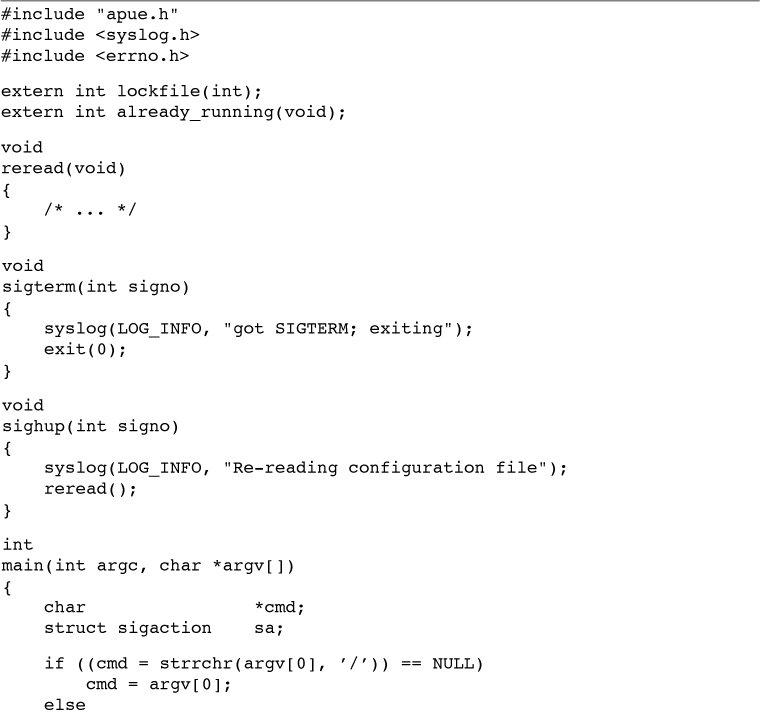 #include "apue.h"
#include <syslog.h>
#include <errno.h>
extern int lockfile(int);
extern int already_running(void);
void
reread(void)
{
    /* ... */
}
void
sigterm(int signo)
{
    syslog(LOG_INFO, "got SIGTERM; exiting");
    exit(0);
}
void
sighup(int signo)
{
    syslog(LOG_INFO, "Re-reading configuration file");
    reread();
}
int
main(int argc, char *argv[])
{
    char                *cmd;
    struct sigaction    sa;
    if ((cmd = strrchr(argv[0], ’/’)) == NULL)
        cmd = argv[0];
    else